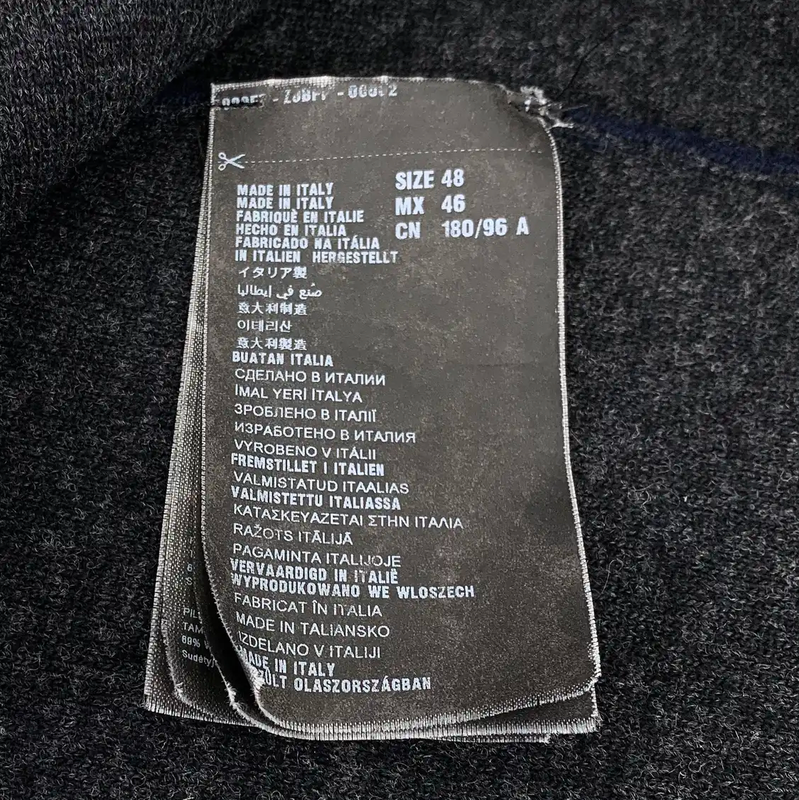 MADE IN ITALY
MADE IN ITALY
FABRIQUÉ EN ITALIE
HECHO EN ITALIA
FABRICADO NA ITÁLIA
IN ITALIEN HERGESTELLT
SIZE 48
MX 46
CN 180/96 A
イタリア製
صنع في إيطاليا
意大利制造
이테리산
意大利製造
BUATAN ITALIA
СДЕЛАНО В ИТАЛИИ
İMAL YERİ İTALYA
ЗРОБЛЕНО В ІТАЛІЇ
ИЗРАБОТЕНО В ИТАЛИЯ
VYROBENO V ITÁLII
FREMSTILLET I ITALIEN
VALMISTATUD ITAALIAS
VALMISTETTU ITALIASSA
ΚΑΤΑΣΚΕΥΑΖΕΤΑΙ ΣΤΗΝ ΙΤΑΛΙΑ
RAŽOTS ITĀLIJĀ
PAGAMINTA ITALIJOJE
VERVAARDIGD IN ITALIË
WYPRODUKOWANO WE WLOSZECH
FABRICAT ÎN ITALIA
MADE IN TALIANSKO
IZDELANO V ITALIJI
MADE IN ITALY
OLASZORSZÁGBAN